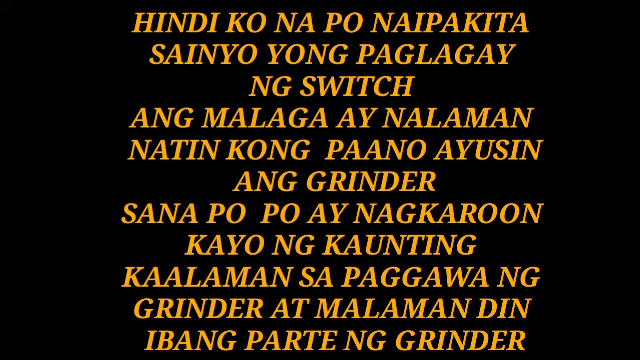 HINDI KO NA PO NAIPAKITA
SAINYO YONG PAGLAGAY
NG SWITCH
ANG MALAGA AY NALAMAN
NATIN KONG PAANO AYUSIN
ANG GRINDER
SANA PO PO AY NAGKAROON
KAYO NG KAUNTING
KAALAMAN SA PAGGAWA NG
GRINDER AT MALAMAN DIN
IBANG PARTE NG GRINDER